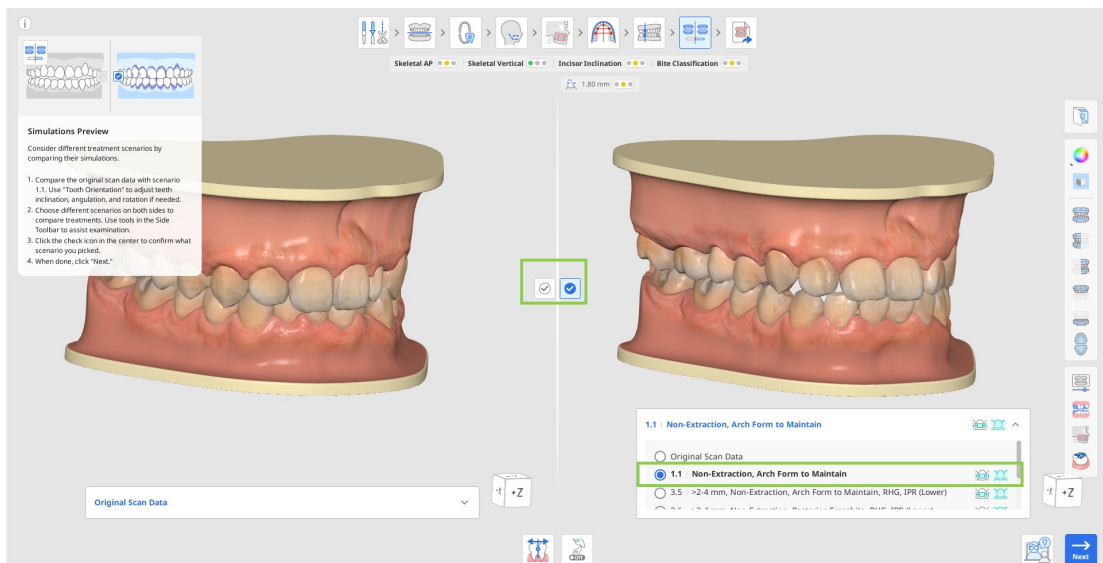 Skeletal AP
Skeletal Vertical
Incisor Inclination
Bite Classification
1.80 mm
Simulations Preview
Consider different treatment scenarios by
comparing their simulations.
1. Compare the original scan data with scenario
1.1. Use "Tooth Orientation" to adjust teeth
inclination, angulation, and rotation if needed.
2. Choose different scenarios on both sides to
compare treatments. Use tools in the Side
Toolbar to assist examination.
3. Click the check icon in the center to confirm what
scenario you picked.
4. When done, click "Next."
1.1 | Non-Extraction, Arch Form to Maintain
Original Scan Data
1.1 | Non-Extraction, Arch Form to Maintain
3.5 | >2-4 mm, Non-Extraction, Arch Form to Maintain, RHG, IPR (Lower)
Original Scan Data
+Z
+Z
OFF
Next